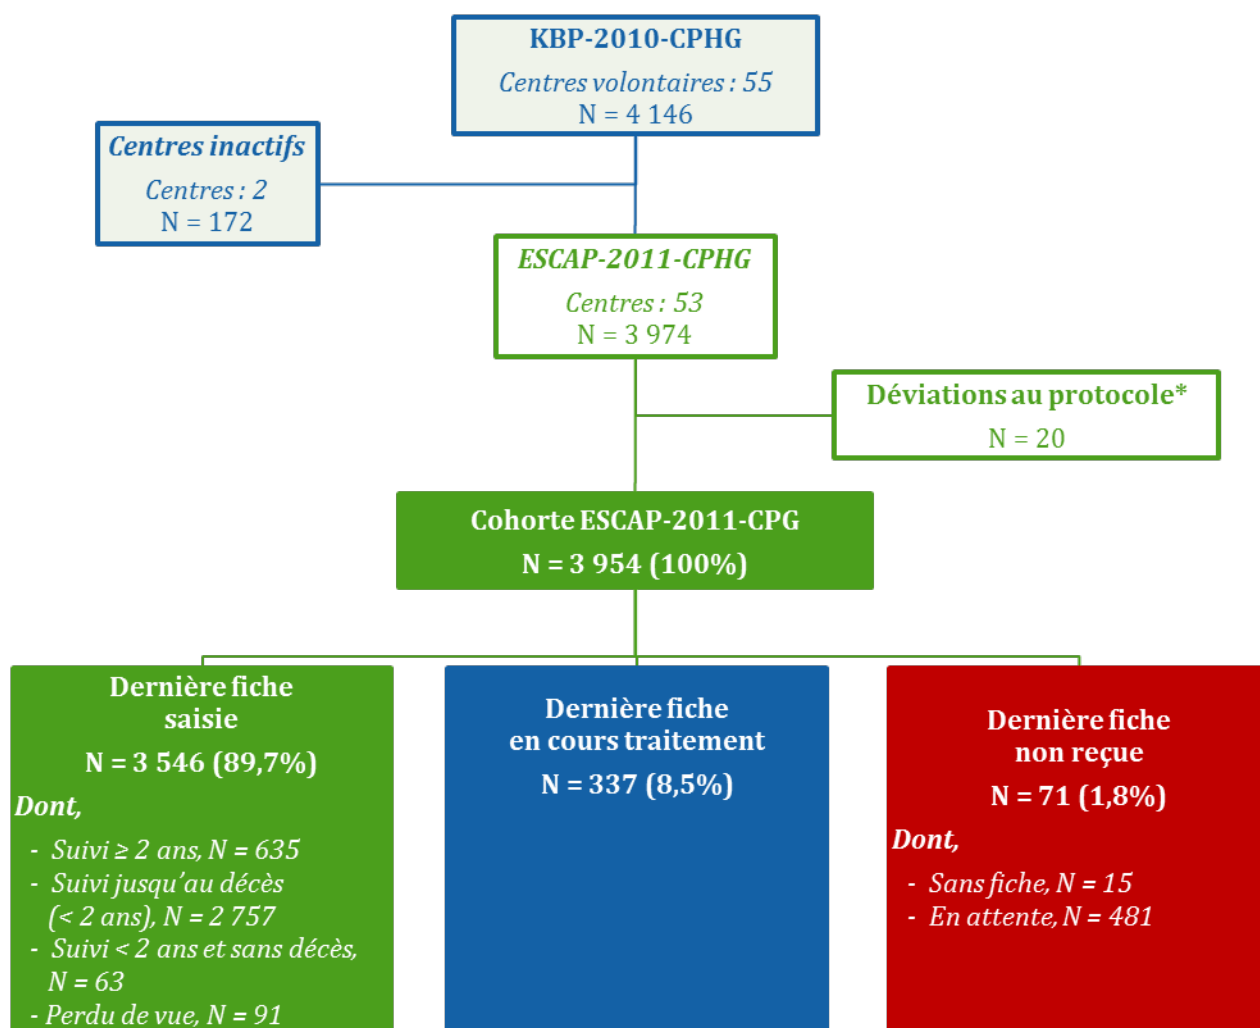 KBP-2010-CPHG
Centres volontaires : 55
N = 4 146
Centres inactifs
Centres : 2
N = 172
ESCAP-2011-CPHG
Centres : 53
N = 3 974
Déviations au protocole*
N = 20
Cohorte ESCAP-2011-CPG
N = 3 954 (100%)
Dernière fiche
saisie
N = 3 546 (89,7%)
Dont,
- Suivi ≥ 2 ans, N = 635
- Suivi jusqu'au décès
(< 2 ans), N = 2 757
- Suivi < 2 ans et sans décès,
N = 63
- Perdu de vue, N = 91
Dernière fiche
en cours traitement
N = 337 (8,5%)
Dernière fiche
non reçue
N = 71 (1,8%)
Dont,
- Sans fiche, N = 15
- En attente, N = 481